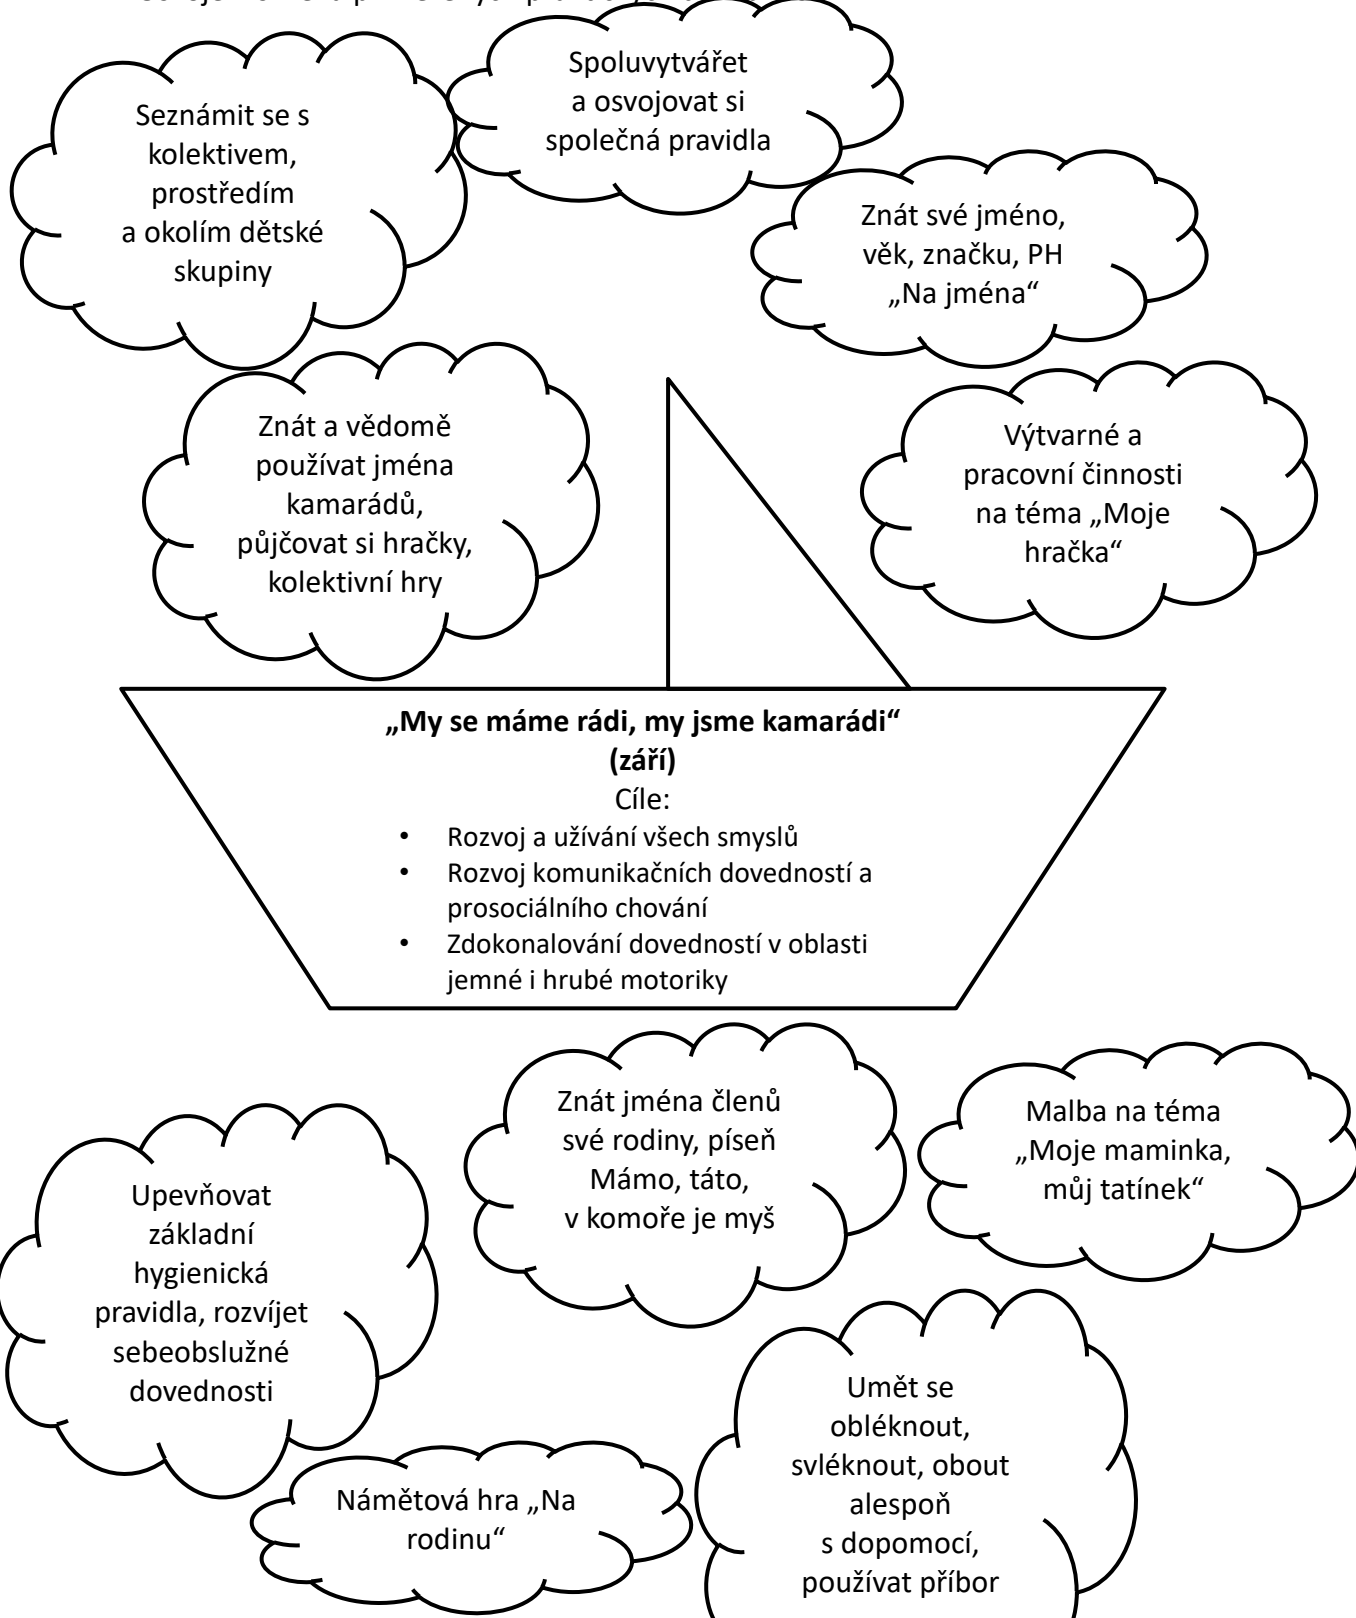 Seznámit se s
kolektivem,
prostředím
a okolím dětské
skupiny
Spoluvytvářet
a osvojovat si
společná pravidla
Znát své jméno,
věk, značku, PH
„Na jména“
Znát a vědomě
používat jména
kamarádů,
půjčovat si hračky,
kolektivní hry
Výtvarné a
pracovní činnosti
na téma „Moje
hračka“
„My se máme rádi, my jsme kamarádi“
(září)
Cíle:
• Rozvoj a užívání všech smyslů
• Rozvoj komunikačních dovedností a
prosociálního chování
• Zdokonalování dovedností v oblasti
jemné i hrubé motoriky
Znát jména členů
své rodiny, píseň
Mámo, táto,
v komoře je myš
Malba na téma
„Moje maminka,
můj tatínek“
Upevňovat
základní
hygienická
pravidla, rozvíjet
sebeobslužné
dovednosti
Námětová hra „Na
rodinu“
Umět se
obléknout,
svléknout, obout
alespoň
s dopomocí,
používat příbor